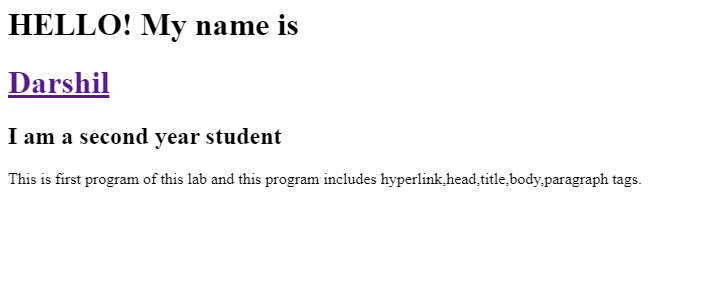 HELLO! My name is
Darshil
I am a second year student
This is first program of this lab and this program includes hyperlink,head,title,body,paragraph tags.